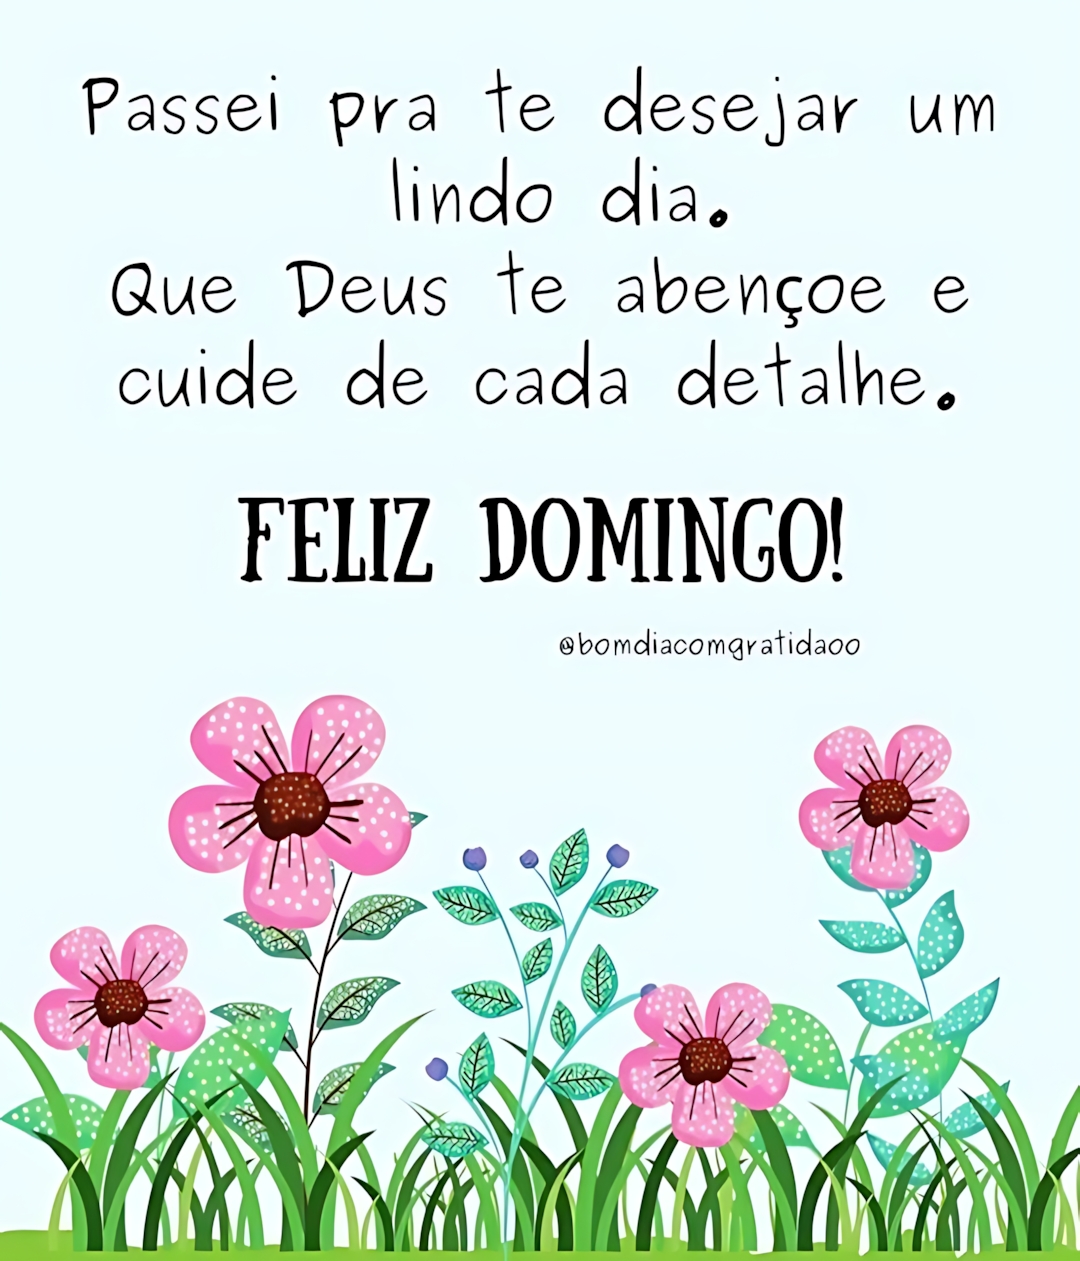 Passei pra te desejar um
lindo dia.
Que Deus te abençoe e
cuide de cada detalhe.
FELIZ DOMINGO!
@bomdiacomgratidaoo